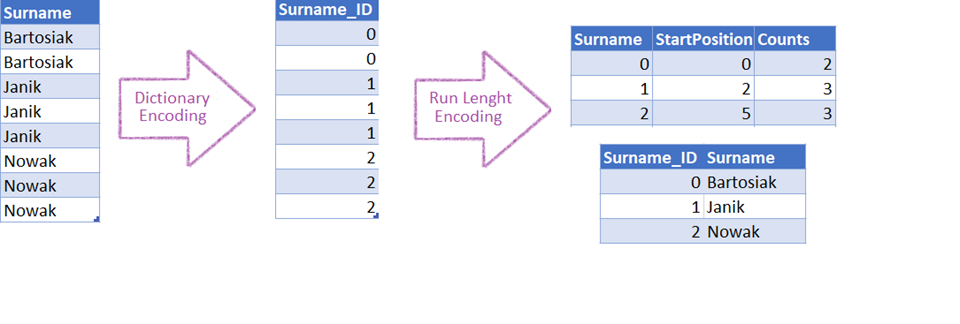 Surname
Bartosiak
Bartosiak
Janik
Janik
Janik
Nowak
Nowak
Nowak
Dictionary
Encoding
Surname_ID
0
0
1
1
1
2
2
2
Run Lenght
Encoding
Surname StartPosition Counts
0 0 2
1 2 3
2 5 3
Surname_ID Surname
0 Bartosiak
1 Janik
2 Nowak